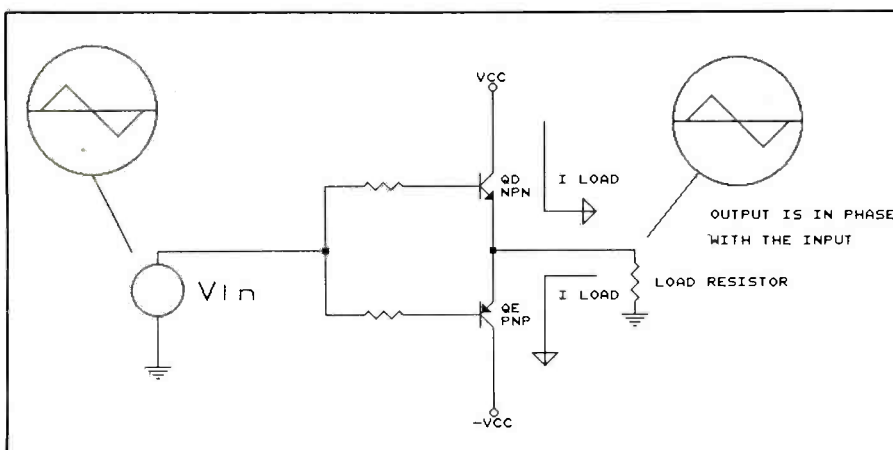 VCC
QD
NPN
I LOAD
OUTPUT IS IN PHASE
WITH THE INPUT
VIn
I LOAD
LOAD RESISTOR
QE
PNP
-VCC